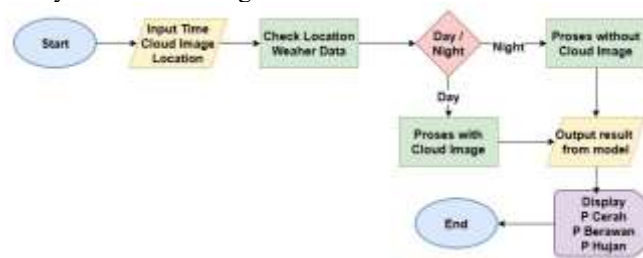 Start
Input Time
Cloud Image
Location
Check Location
Weaher Data
Day /
Night
Night
Proses without
Cloud Image
Day
Proses with
Cloud Image
Output result
from model
Display
P Cerah
P Berawan
P Hujan
End